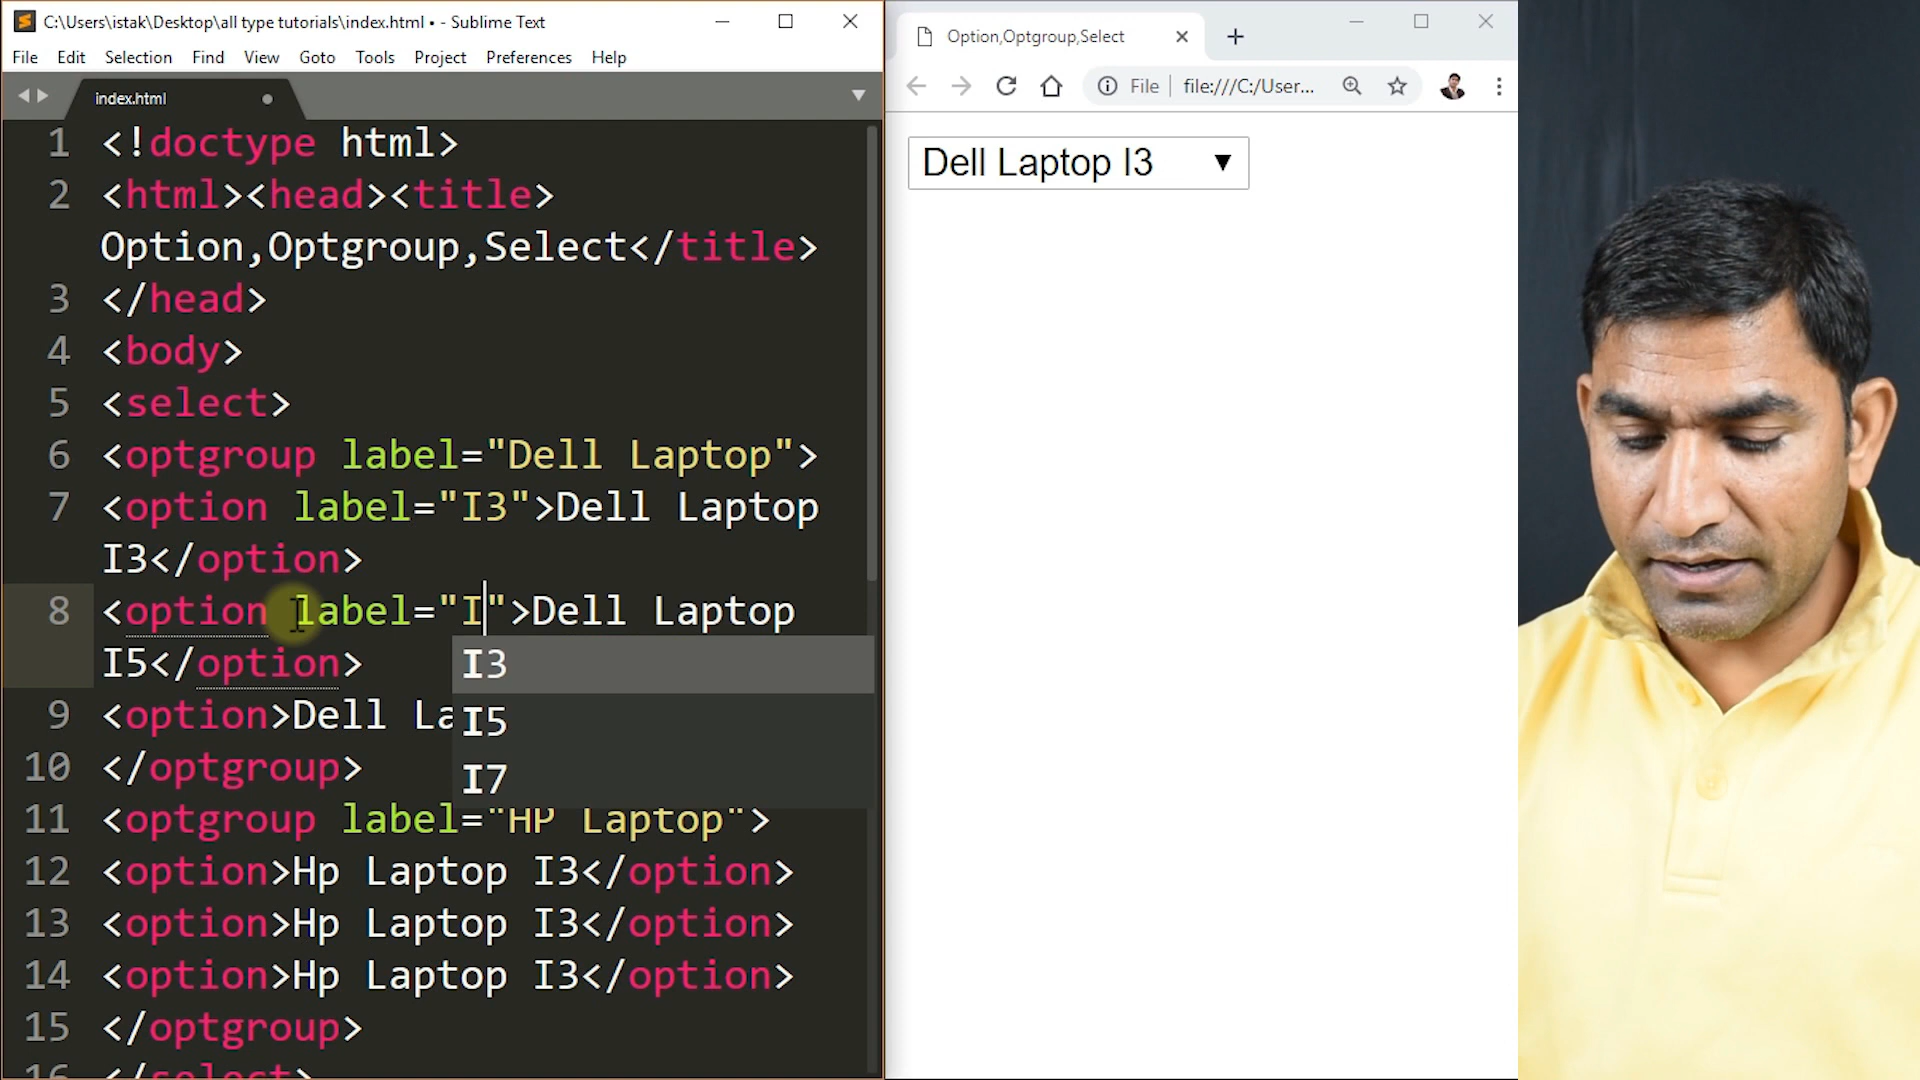 C:\Users\istak\Desktop\all type tutorials\index.html • - Sublime Text
File Edit Selection Find View Goto Tools Project Preferences Help
index.html
1 <!doctype html>
2 <html><head><title>
Option,Optgroup,Select</title>
3 </head>
4 <body>
5 <select>
6 <optgroup label="Dell Laptop">
7 <option label="I3">Dell Laptop
I3</option>
8 <option label="I">Dell Laptop
I5</option>
I3
I5
I7
9 <option>Dell La
10 </optgroup>
11 <optgroup label="HP Laptop">
12 <option>Hp Laptop I3</option>
13 <option>Hp Laptop I3</option>
14 <option>Hp Laptop I3</option>
15 </optgroup>
16 </select>
Option,Optgroup,Select
File file:///C:/User...
Dell Laptop I3